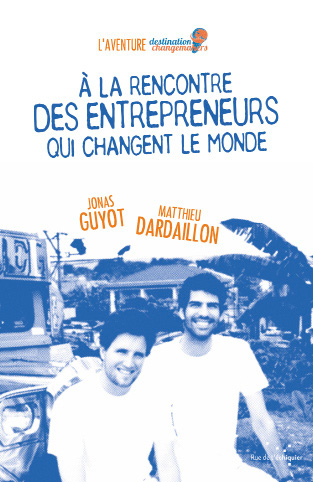 L'AVENTURE destination changemakers
À LA RENCONTRE
DES ENTREPRENEURS
QUI CHANGENT LE MONDE
JONAS
GUYOT
MATTHIEU
DARDAILLON
Rue de l'échiquier